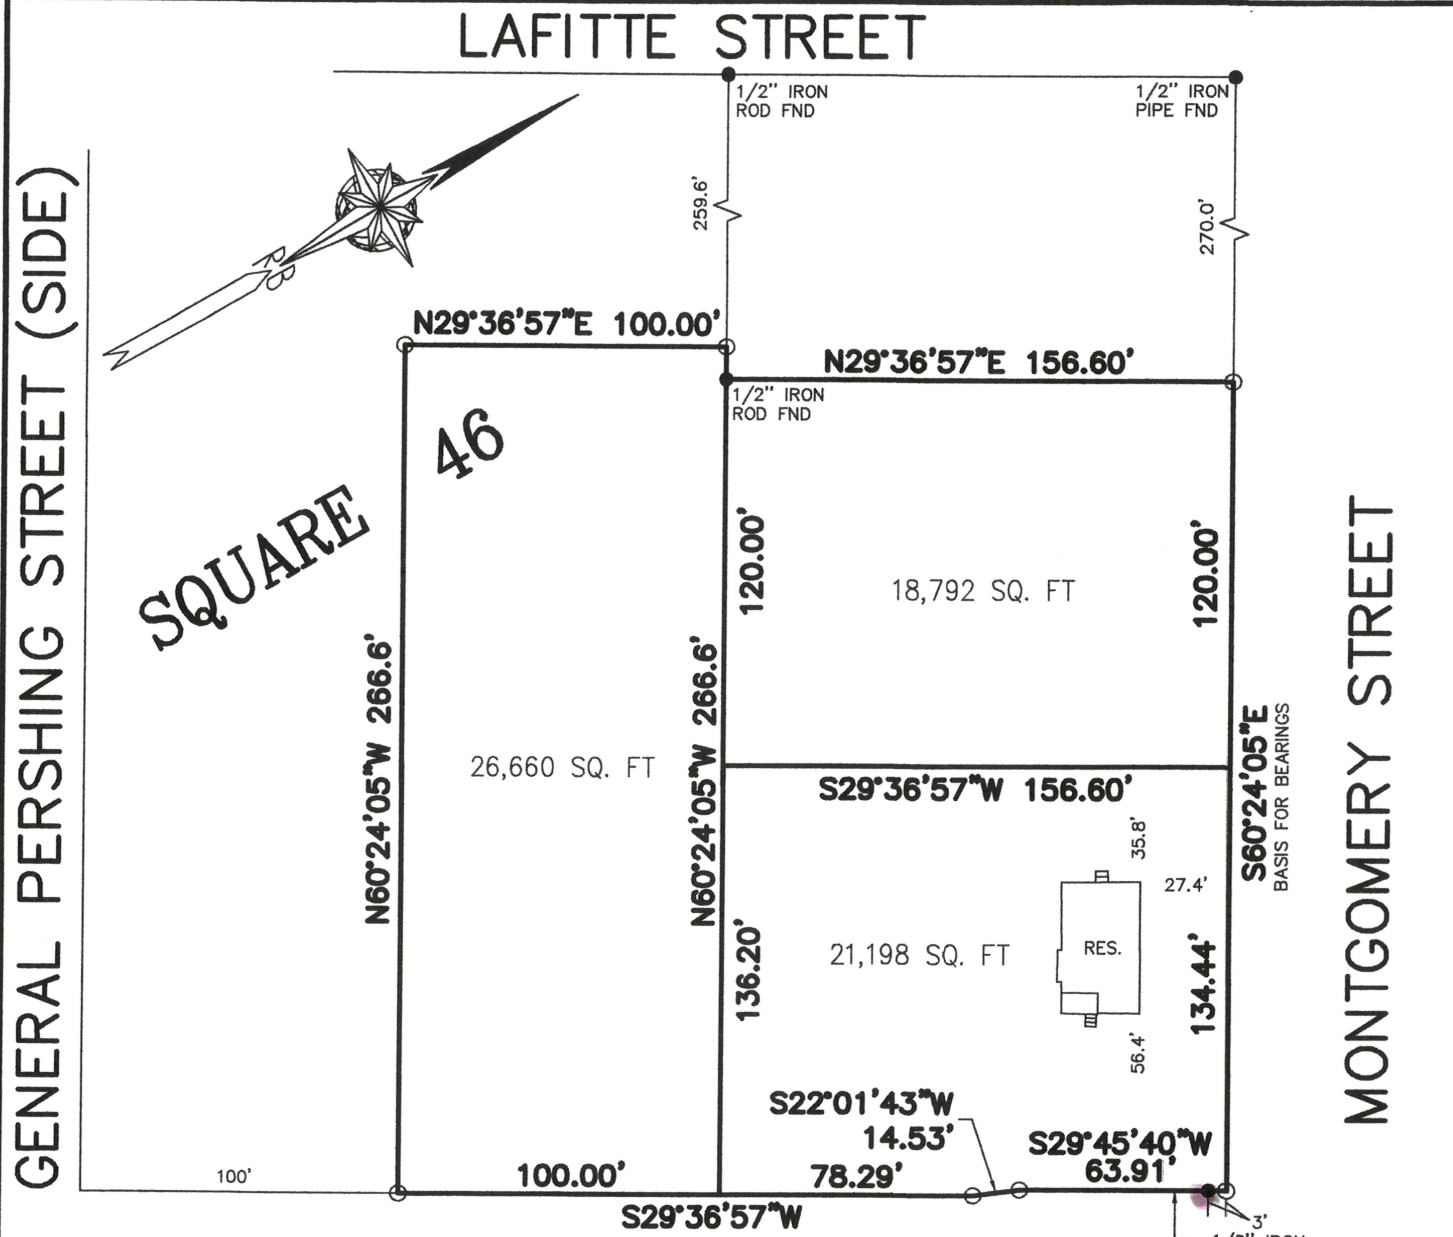 LAFITTE STREET
1/2" IRON
ROD FND
1/2" IRON
PIPE FND
GENERAL PERSHING STREET (SIDE)
259.6'
270.0'
N29°36'57"E 100.00'
N29°36'57"E 156.60'
1/2" IRON
ROD FND
SQUARE 46
120.00'
18,792 SQ. FT
120.00'
N60°24'05"W 266.6'
26,660 SQ. FT
N60°24'05"W 266.6'
S29°36'57"W 156.60'
S60°24'05"E
BASIS FOR BEARINGS
MONTGOMERY STREET
35.8'
27.4'
136.20'
21,198 SQ. FT
RES.
134.44'
56.4'
S22°01'43"W
14.53'
S29°45'40"W
63.91'
100'
100.00'
78.29'
S29°36'57"W
3'